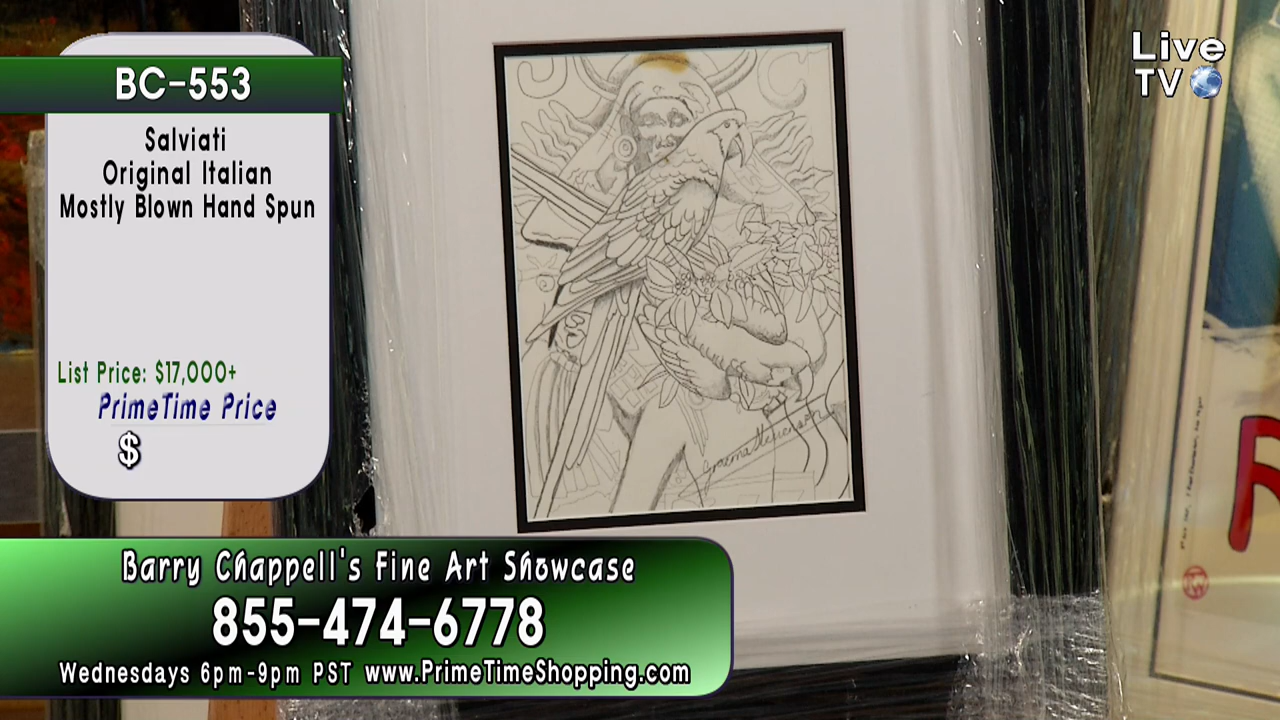 BC-553
Salviati
Original Italian
Mostly Blown Hand Spun
List Price: $17,000+
PrimeTime Price
$
Live
TV
Barry Chappell's Fine Art Showcase
855-474-6778
Wednesdays 6pm-9pm PST www.PrimeTimeShopping.com
R